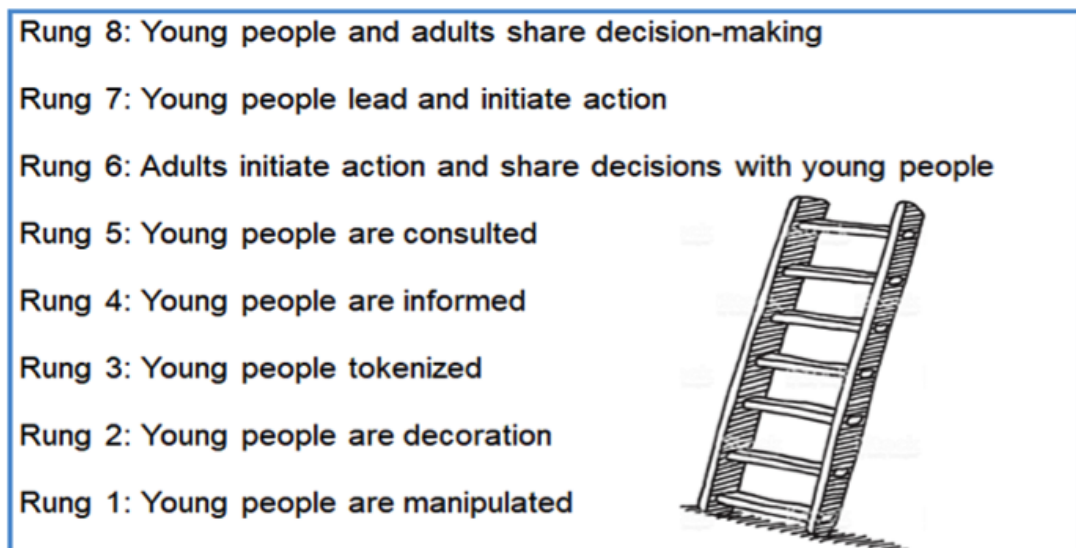 Rung 8: Young people and adults share decision-making
Rung 7: Young people lead and initiate action
Rung 6: Adults initiate action and share decisions with young people
Rung 5: Young people are consulted
Rung 4: Young people are informed
Rung 3: Young people tokenized
Rung 2: Young people are decoration
Rung 1: Young people are manipulated